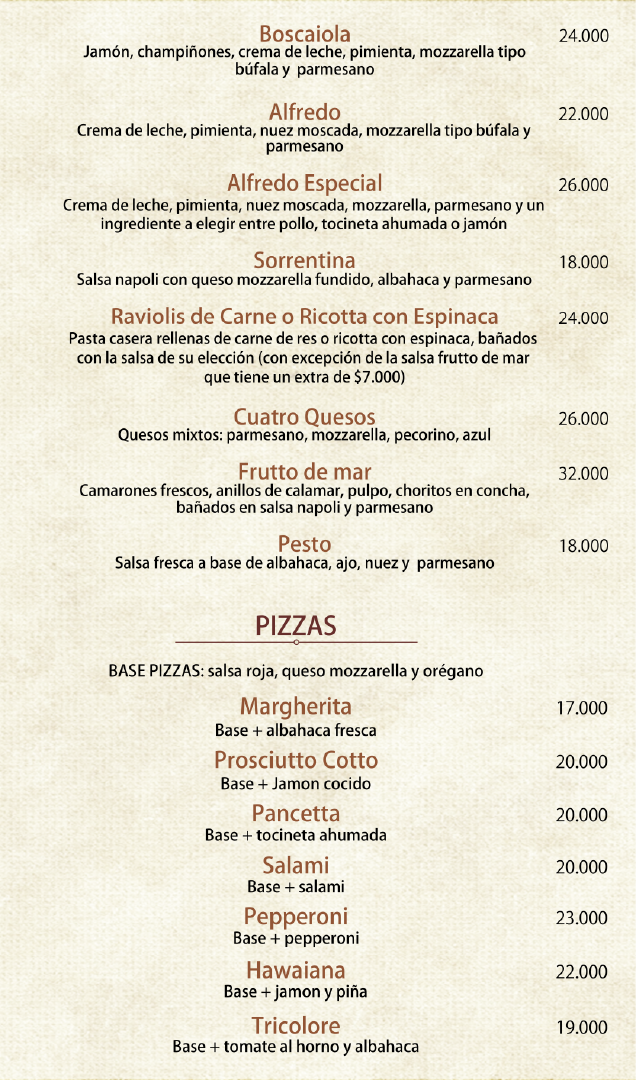 Boscaiola 24.000
Jamón, champiñones, crema de leche, pimienta, mozzarella tipo
búfala y parmesano
Alfredo 22.000
Crema de leche, pimienta, nuez moscada, mozzarella tipo búfala y
parmesano
Alfredo Especial 26.000
Crema de leche, pimienta, nuez moscada, mozzarella, parmesano y un
ingrediente a elegir entre pollo, tocineta ahumada o jamón
Sorrentina 18.000
Salsa napoli con queso mozzarella fundido, albahaca y parmesano
Raviolis de Carne o Ricotta con Espinaca 24.000
Pasta casera rellenas de carne de res o ricotta con espinaca, bañados
con la salsa de su elección (con excepción de la salsa frutto de mar
que tiene un extra de $7.000)
Cuatro Quesos 26.000
Quesos mixtos: parmesano, mozzarella, pecorino, azul
Frutto de mar 32.000
Camarones frescos, anillos de calamar, pulpo, choritos en concha,
bañados en salsa napoli y parmesano
Pesto 18.000
Salsa fresca a base de albahaca, ajo, nuez y parmesano
PIZZAS
BASE PIZZAS: salsa roja, queso mozzarella y orégano
Margherita 17.000
Base + albahaca fresca
Prosciutto Cotto 20.000
Base + Jamon cocido
Pancetta 20.000
Base + tocineta ahumada
Salami 20.000
Base + salami
Pepperoni 23.000
Base + pepperoni
Hawaiana 22.000
Base + jamon y piña
Tricolore 19.000
Base + tomate al horno y albahaca